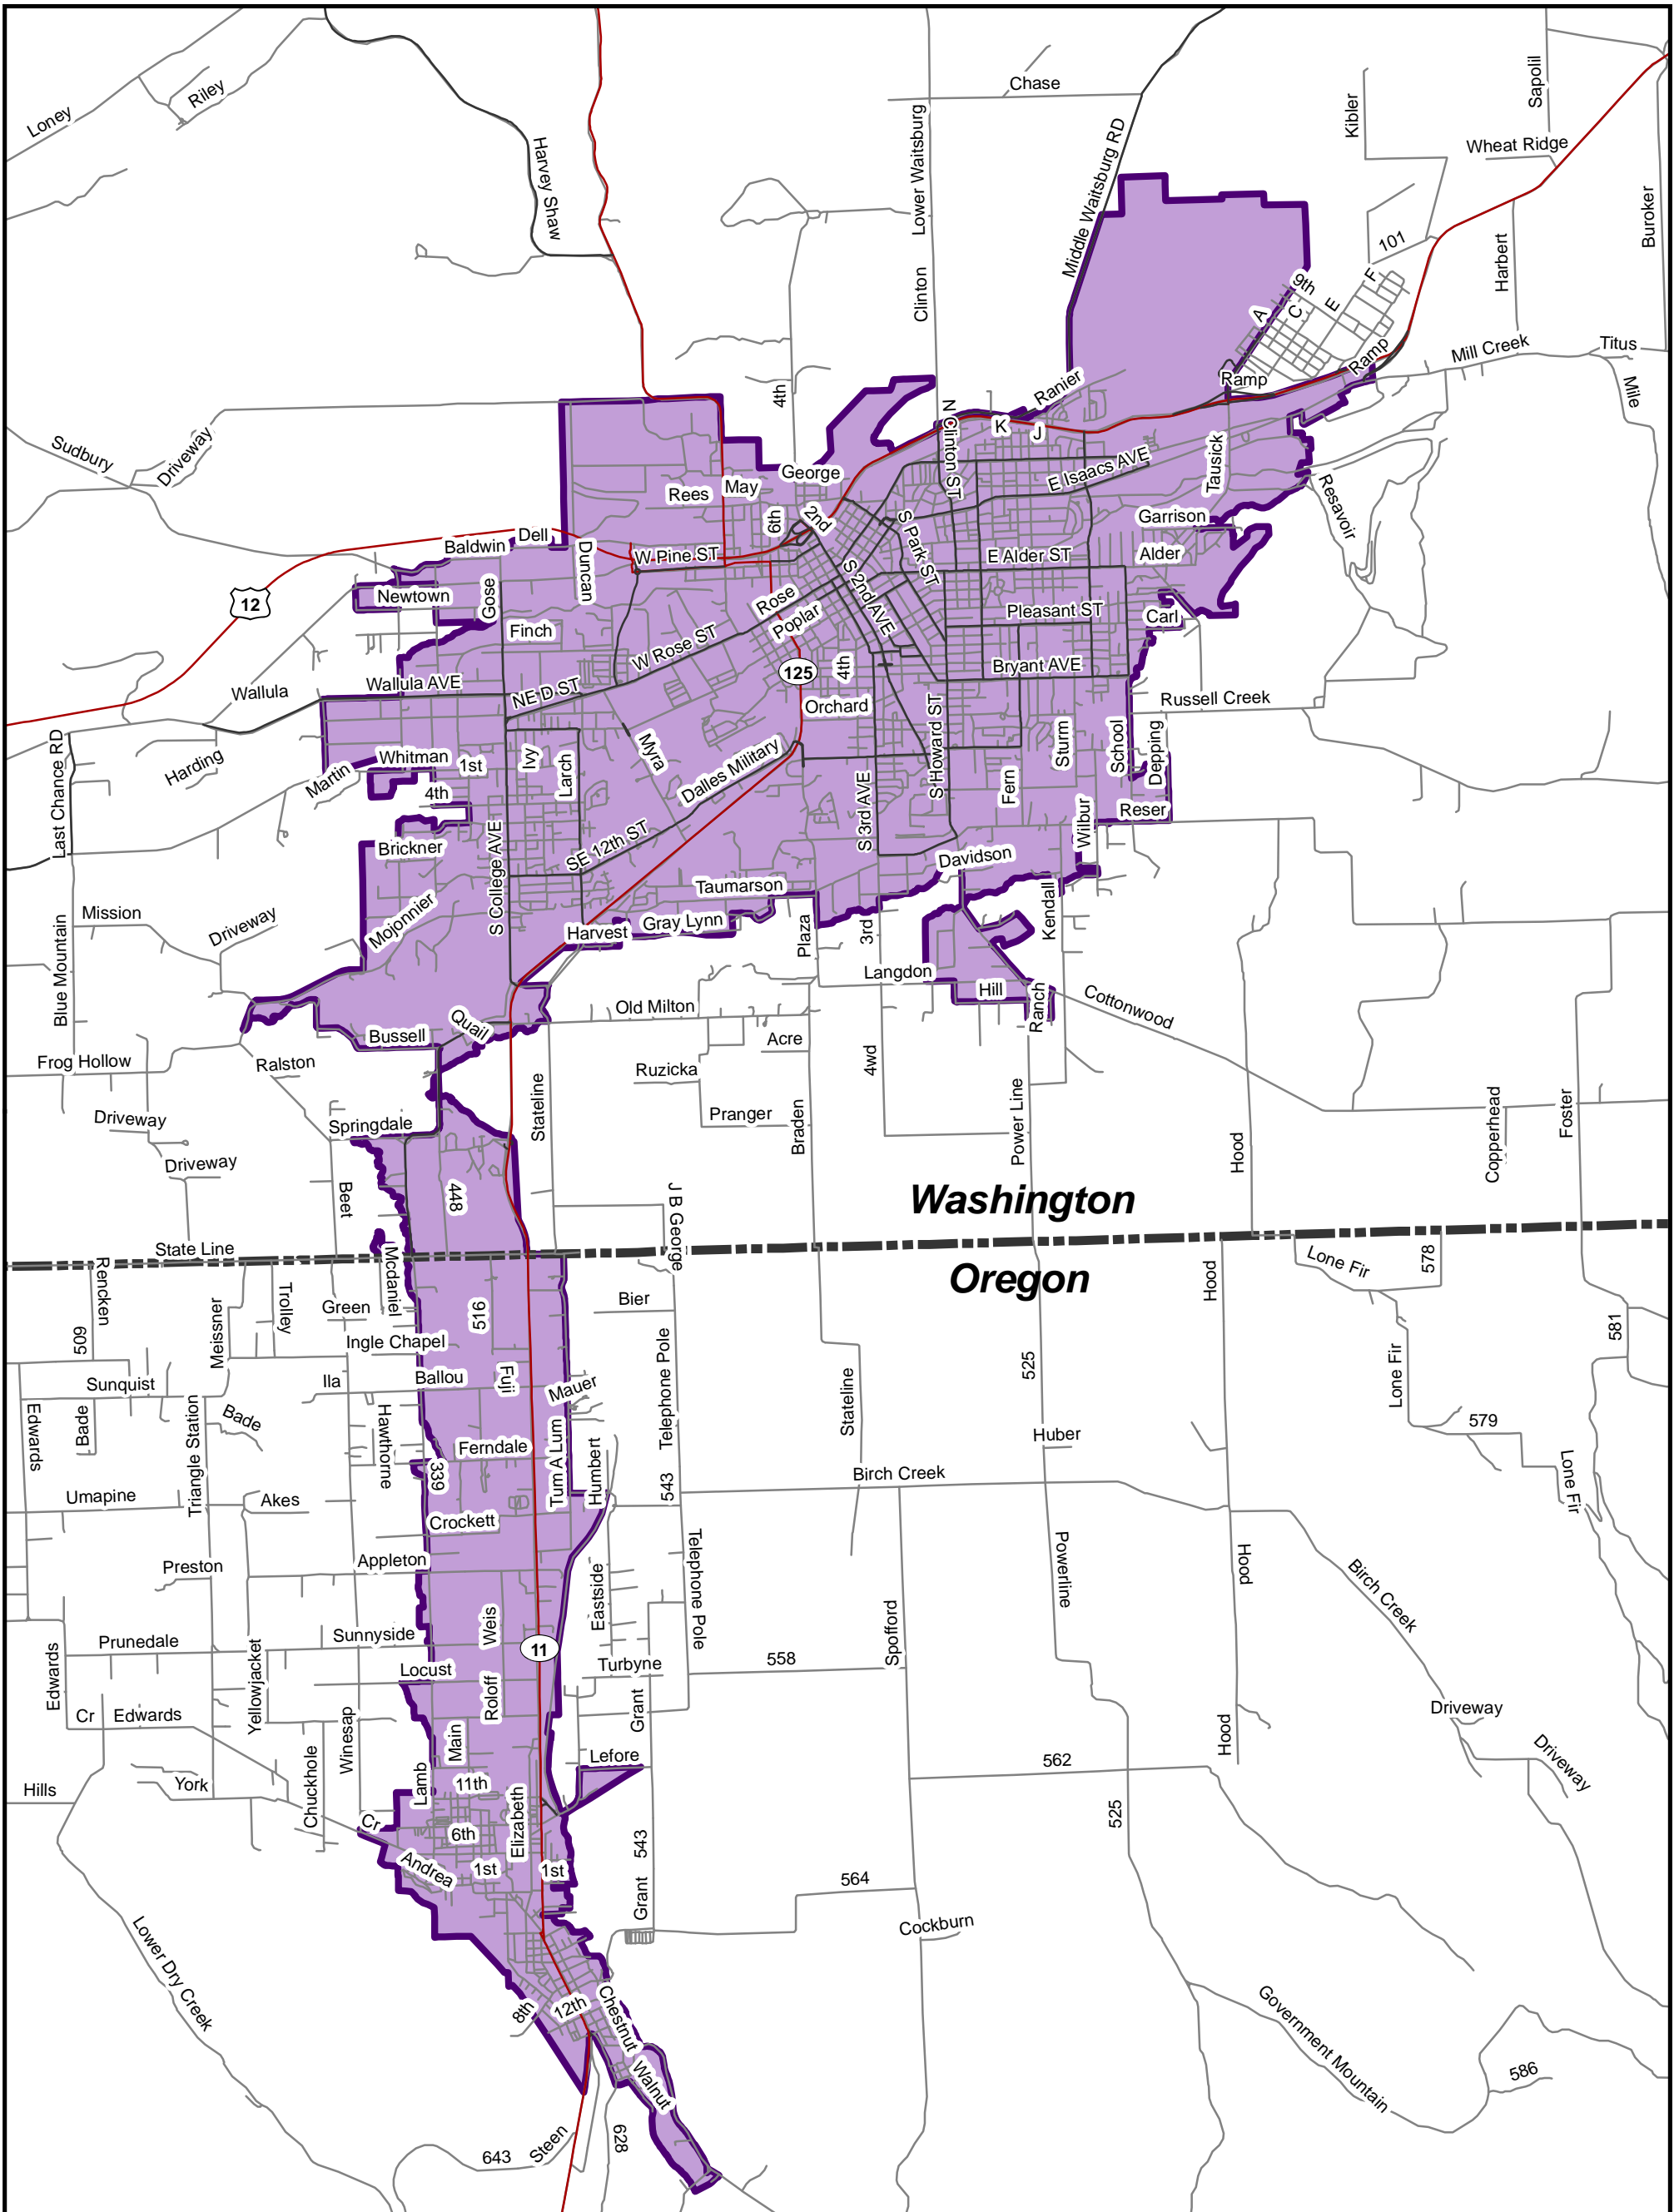 Loney
Riley
Harvey Shaw
Chase
Lower Waitsburg
Middle Waitsburg RD
Kibler
Sapolil
Wheat Ridge
Buroker
Clinton
101
Harbert
9th
F
A
C
E
Ramp
Ramp
Mill Creek
Titus
Mile
4th
Ranier
N Clinton ST
K
J
Sudbury
Driveway
George
E Isaacs AVE
Tausick
Rees
May
6th
2nd
Resavoir
S Park ST
Garrison
Baldwin
Dell
Duncan
W Pine ST
E Alder ST
Alder
12
Newtown
Gose
Rose
S 2nd AVE
Pleasant ST
Carl
Finch
Poplar
W Rose ST
125
4th
Bryant AVE
Wallula
Wallula AVE
NE D ST
Orchard
Russell Creek
Last Chance RD
Harding
Martin
Whitman
1st
Ivy
Larch
Myra
Dalles Military
S Howard ST
Sturm
School
Depping
4th
S 3rd AVE
Fern
Reser
Wilbur
Brickner
SE 12th ST
Davidson
S College AVE
Taumarson
Mission
Driveway
Mojonnier
Harvest
Gray Lynn
Plaza
3rd
Kendall
Blue Mountain
Langdon
Hill
Ranch
Cottonwood
Old Milton
Quail
Bussell
Acre
Frog Hollow
Ralston
Ruzicka
4wd
Stateline
Driveway
Springdale
Pranger
Braden
Power Line
Hood
Copperhead
Foster
Driveway
Beet
448
J B George
Washington
State Line
Oregon
Rencken
Mcdaniel
Lone Fir
578
Trolley
Green
516
Bier
Hood
Meissner
509
Ingle Chapel
Telephone Pole
581
Sunquist
Ila
Ballou
Fuji
Mauer
Stateline
525
Lone Fir
Edwards
Bade
Triangle Station
Bade
Hawthorne
Ferndale
Tum A Lum
Humbert
Huber
579
339
543
Birch Creek
Lone Fir
Umapine
Akes
Crockett
Telephone Pole
Powerline
Hood
Preston
Appleton
Eastside
Birch Creek
Weis
Spofford
Prunedale
Sunnyside
11
Edwards
Yellowjacket
Locust
Turbyne
558
Roloff
Grant
Cr
Edwards
Winesap
Main
Driveway
Hood
Chuckhole
Lefore
562
Driveway
Hills
York
Lamb
11th
Elizabeth
525
Cr
6th
543
Andrea
1st
1st
564
Grant
Cockburn
Lower Dry Creek
8th
12th
Chestnut
Government Mountain
Walnut
586
643
Steen
628